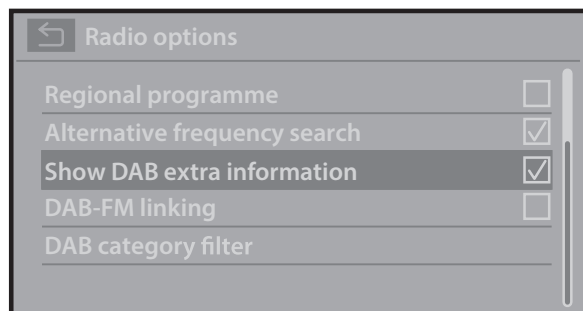 Radio options
Regional programme
Alternative frequency search
Show DAB extra information
DAB-FM linking
DAB category filter